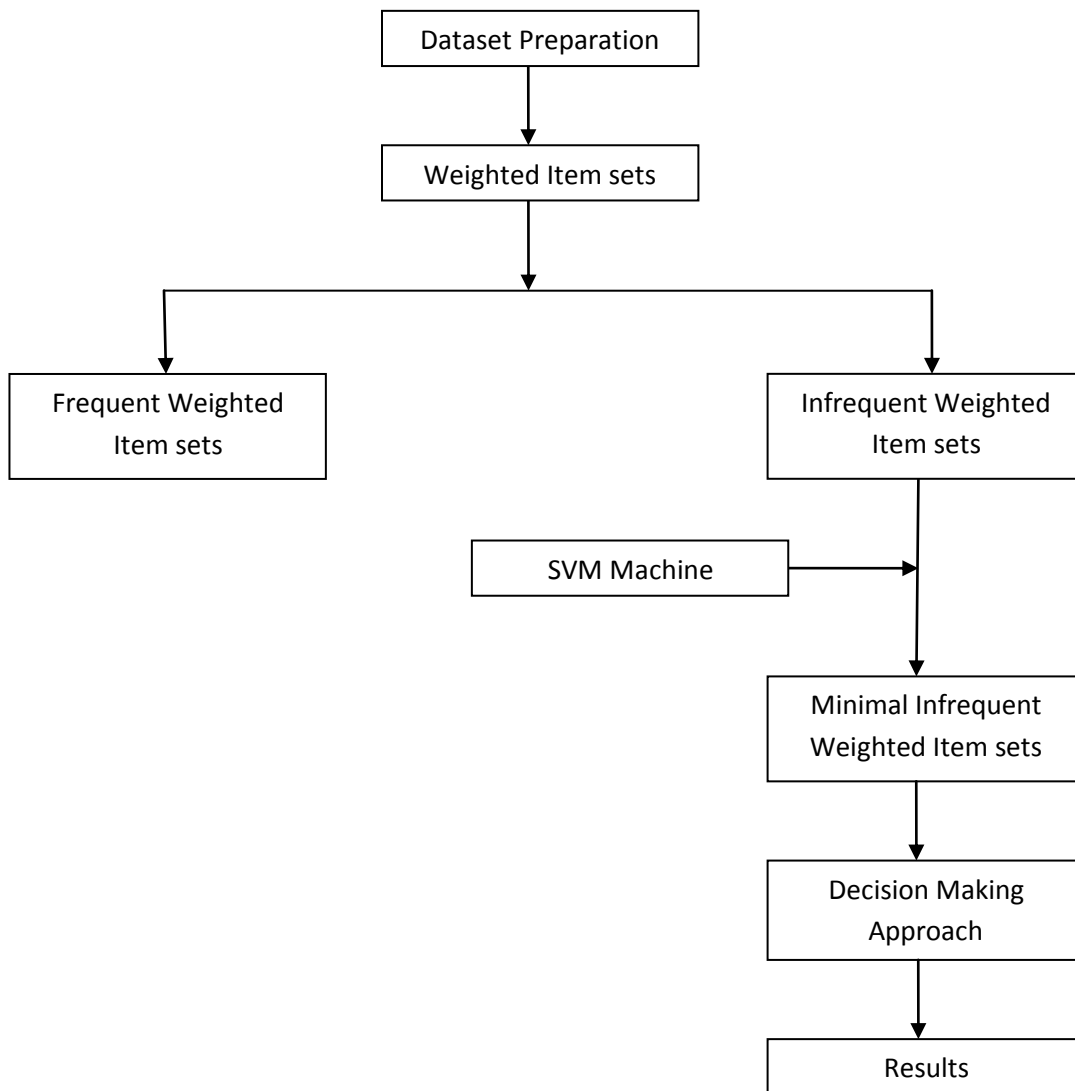 Dataset Preparation
Weighted Item sets
Frequent Weighted
Item sets
Infrequent Weighted
Item sets
SVM Machine
Minimal Infrequent
Weighted Item sets
Decision Making
Approach
Results